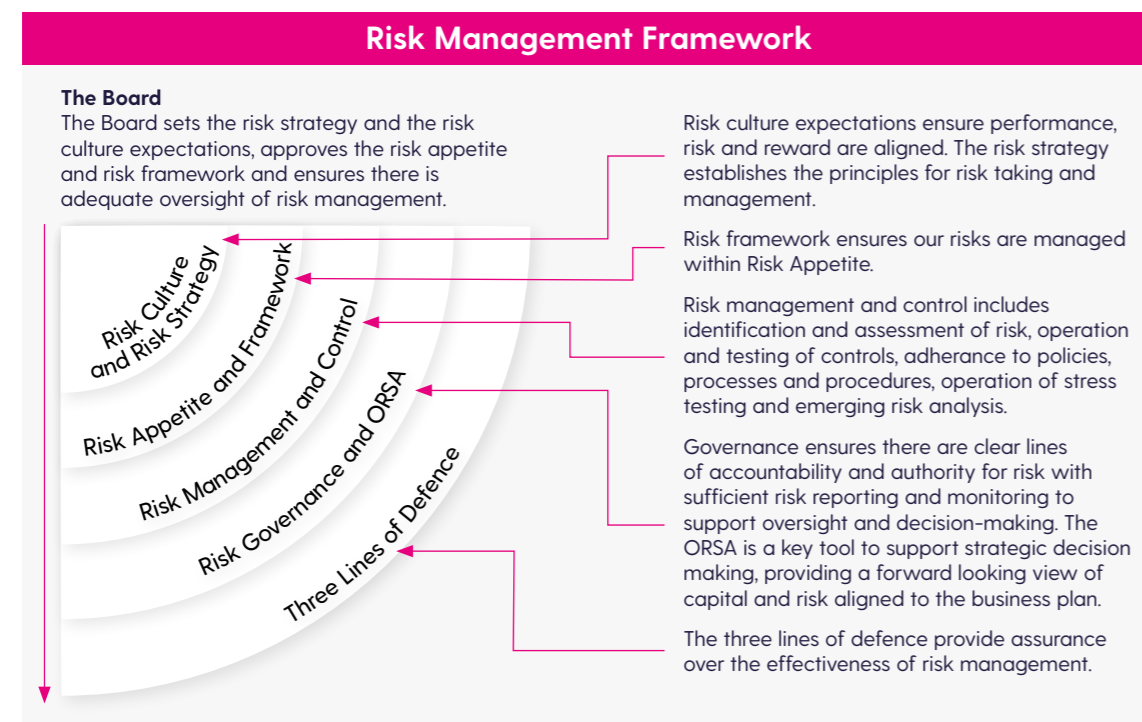 Risk Management Framework
The Board
The Board sets the risk strategy and the risk
culture expectations, approves the risk appetite
and risk framework and ensures there is
adequate oversight of risk management.
Risk Culture
and Risk Strategy
Risk Appetite and Framework
Risk Management and Control
Risk Governance and ORSA
Three Lines of Defence
Risk culture expectations ensure performance,
risk and reward are aligned. The risk strategy
establishes the principles for risk taking and
management.
Risk framework ensures our risks are managed
within Risk Appetite.
Risk management and control includes
identification and assessment of risk, operation
and testing of controls, adherance to policies,
processes and procedures, operation of stress
testing and emerging risk analysis.
Governance ensures there are clear lines
of accountability and authority for risk with
sufficient risk reporting and monitoring to
support oversight and decision-making. The
ORSA is a key tool to support strategic decision
making, providing a forward looking view of
capital and risk aligned to the business plan.
The three lines of defence provide assurance
over the effectiveness of risk management.